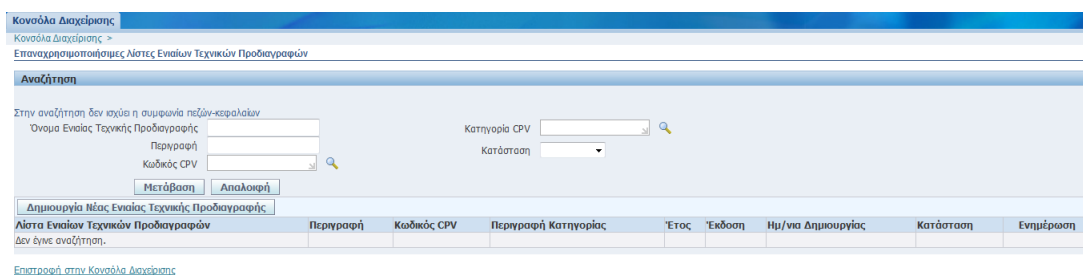 Κονσόλα Διαχείρισης
Κονσόλα Διαχείρισης >
Επαναχρησιμοποιήσιμες Λίστες Ενιαίων Τεχνικών Προδιαγραφών
Αναζήτηση
Στην αναζήτηση δεν ισχύει η συμφωνία πεζών-κεφαλαίων
Όνομα Ενιαίας Τεχνικής Προδιαγραφής Κατηγορία CPV
Περιγραφή Κατάσταση
Κωδικός CPV
Μετάβαση Απαλοιφή
Δημιουργία Νέας Ενιαίας Τεχνικής Προδιαγραφής
Λίστα Ενιαίων Τεχνικών Προδιαγραφών Περιγραφή Κωδικός CPV Περιγραφή Κατηγορίας Έτος Έκδοση Ημ/νια Δημιουργίας Κατάσταση Ενημέρωση
Δεν έγινε αναζήτηση.
Επιστροφή στην Κονσόλα Διαχείρισης